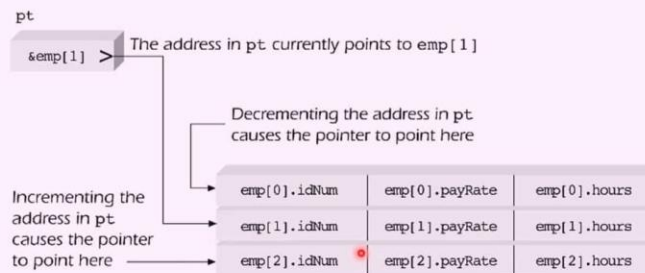 pt
&emp[1] >
The address in pt currently points to emp[1]
Decrementing the address in pt
causes the pointer to point here
Incrementing the
address in pt
causes the pointer
to point here
emp[0].idNum emp[0].payRate emp[0].hours
emp[1].idNum emp[1].payRate emp[1].hours
emp[2].idNum emp[2].payRate emp[2].hours